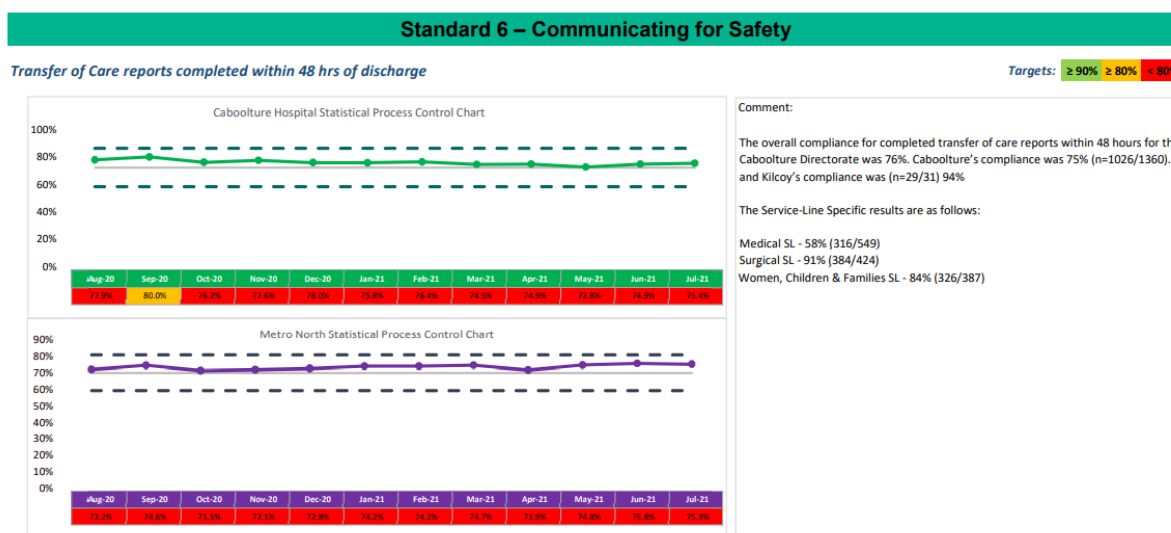 Standard 6 – Communicating for Safety
Transfer of Care reports completed within 48 hrs of discharge
Targets: ≥ 90% ≥ 80% < 80%
Caboolture Hospital Statistical Process Control Chart
100%
80%
60%
40%
20%
0%
Aug-20 Sep-20 Oct-20 Nov-20 Dec-20 Jan-21 Feb-21 Mar-21 Apr-21 May-21 Jun-21 Jul-21
77.9% 80.0% 76.2% 77.6% 76.0% 75.8% 76.4% 74.5% 74.9% 72.8% 74.9% 75.4%
Metro North Statistical Process Control Chart
90%
80%
70%
60%
50%
40%
30%
20%
10%
0%
Aug-20 Sep-20 Oct-20 Nov-20 Dec-20 Jan-21 Feb-21 Mar-21 Apr-21 May-21 Jun-21 Jul-21
72.2% 74.6% 71.5% 72.1% 72.8% 74.2% 74.2% 74.7% 71.9% 74.8% 75.8% 75.3%
Comment:
The overall compliance for completed transfer of care reports within 48 hours for th
Caboolture Directorate was 76%. Caboolture's compliance was 75% (n=1026/1360).
and Kilcoy's compliance was (n=29/31) 94%
The Service-Line Specific results are as follows:
Medical SL - 58% (316/549)
Surgical SL - 91% (384/424)
Women, Children & Families SL - 84% (326/387)